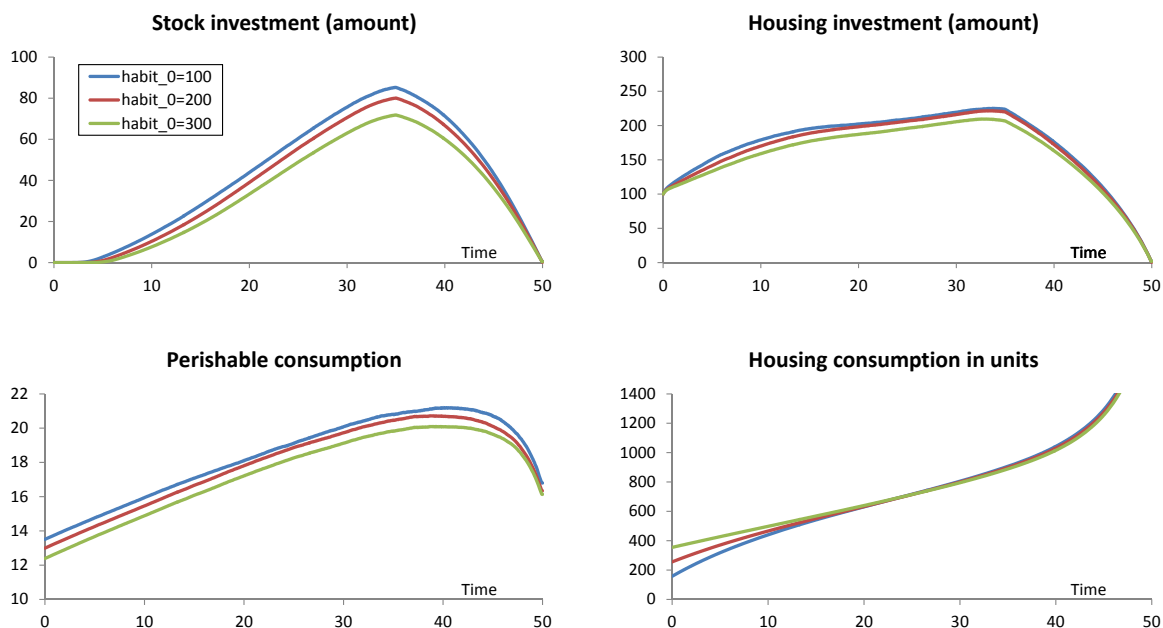 Stock investment (amount)
100
80
60
40
20
0
habit_0=100
habit_0=200
habit_0=300
Time
0 10 20 30 40 50
Housing investment (amount)
300
250
200
150
100
50
0
Time
0 10 20 30 40 50
Perishable consumption
22
20
18
16
14
12
10
Time
0 10 20 30 40 50
Housing consumption in units
1400
1200
1000
800
600
400
200
0
Time
0 10 20 30 40 50